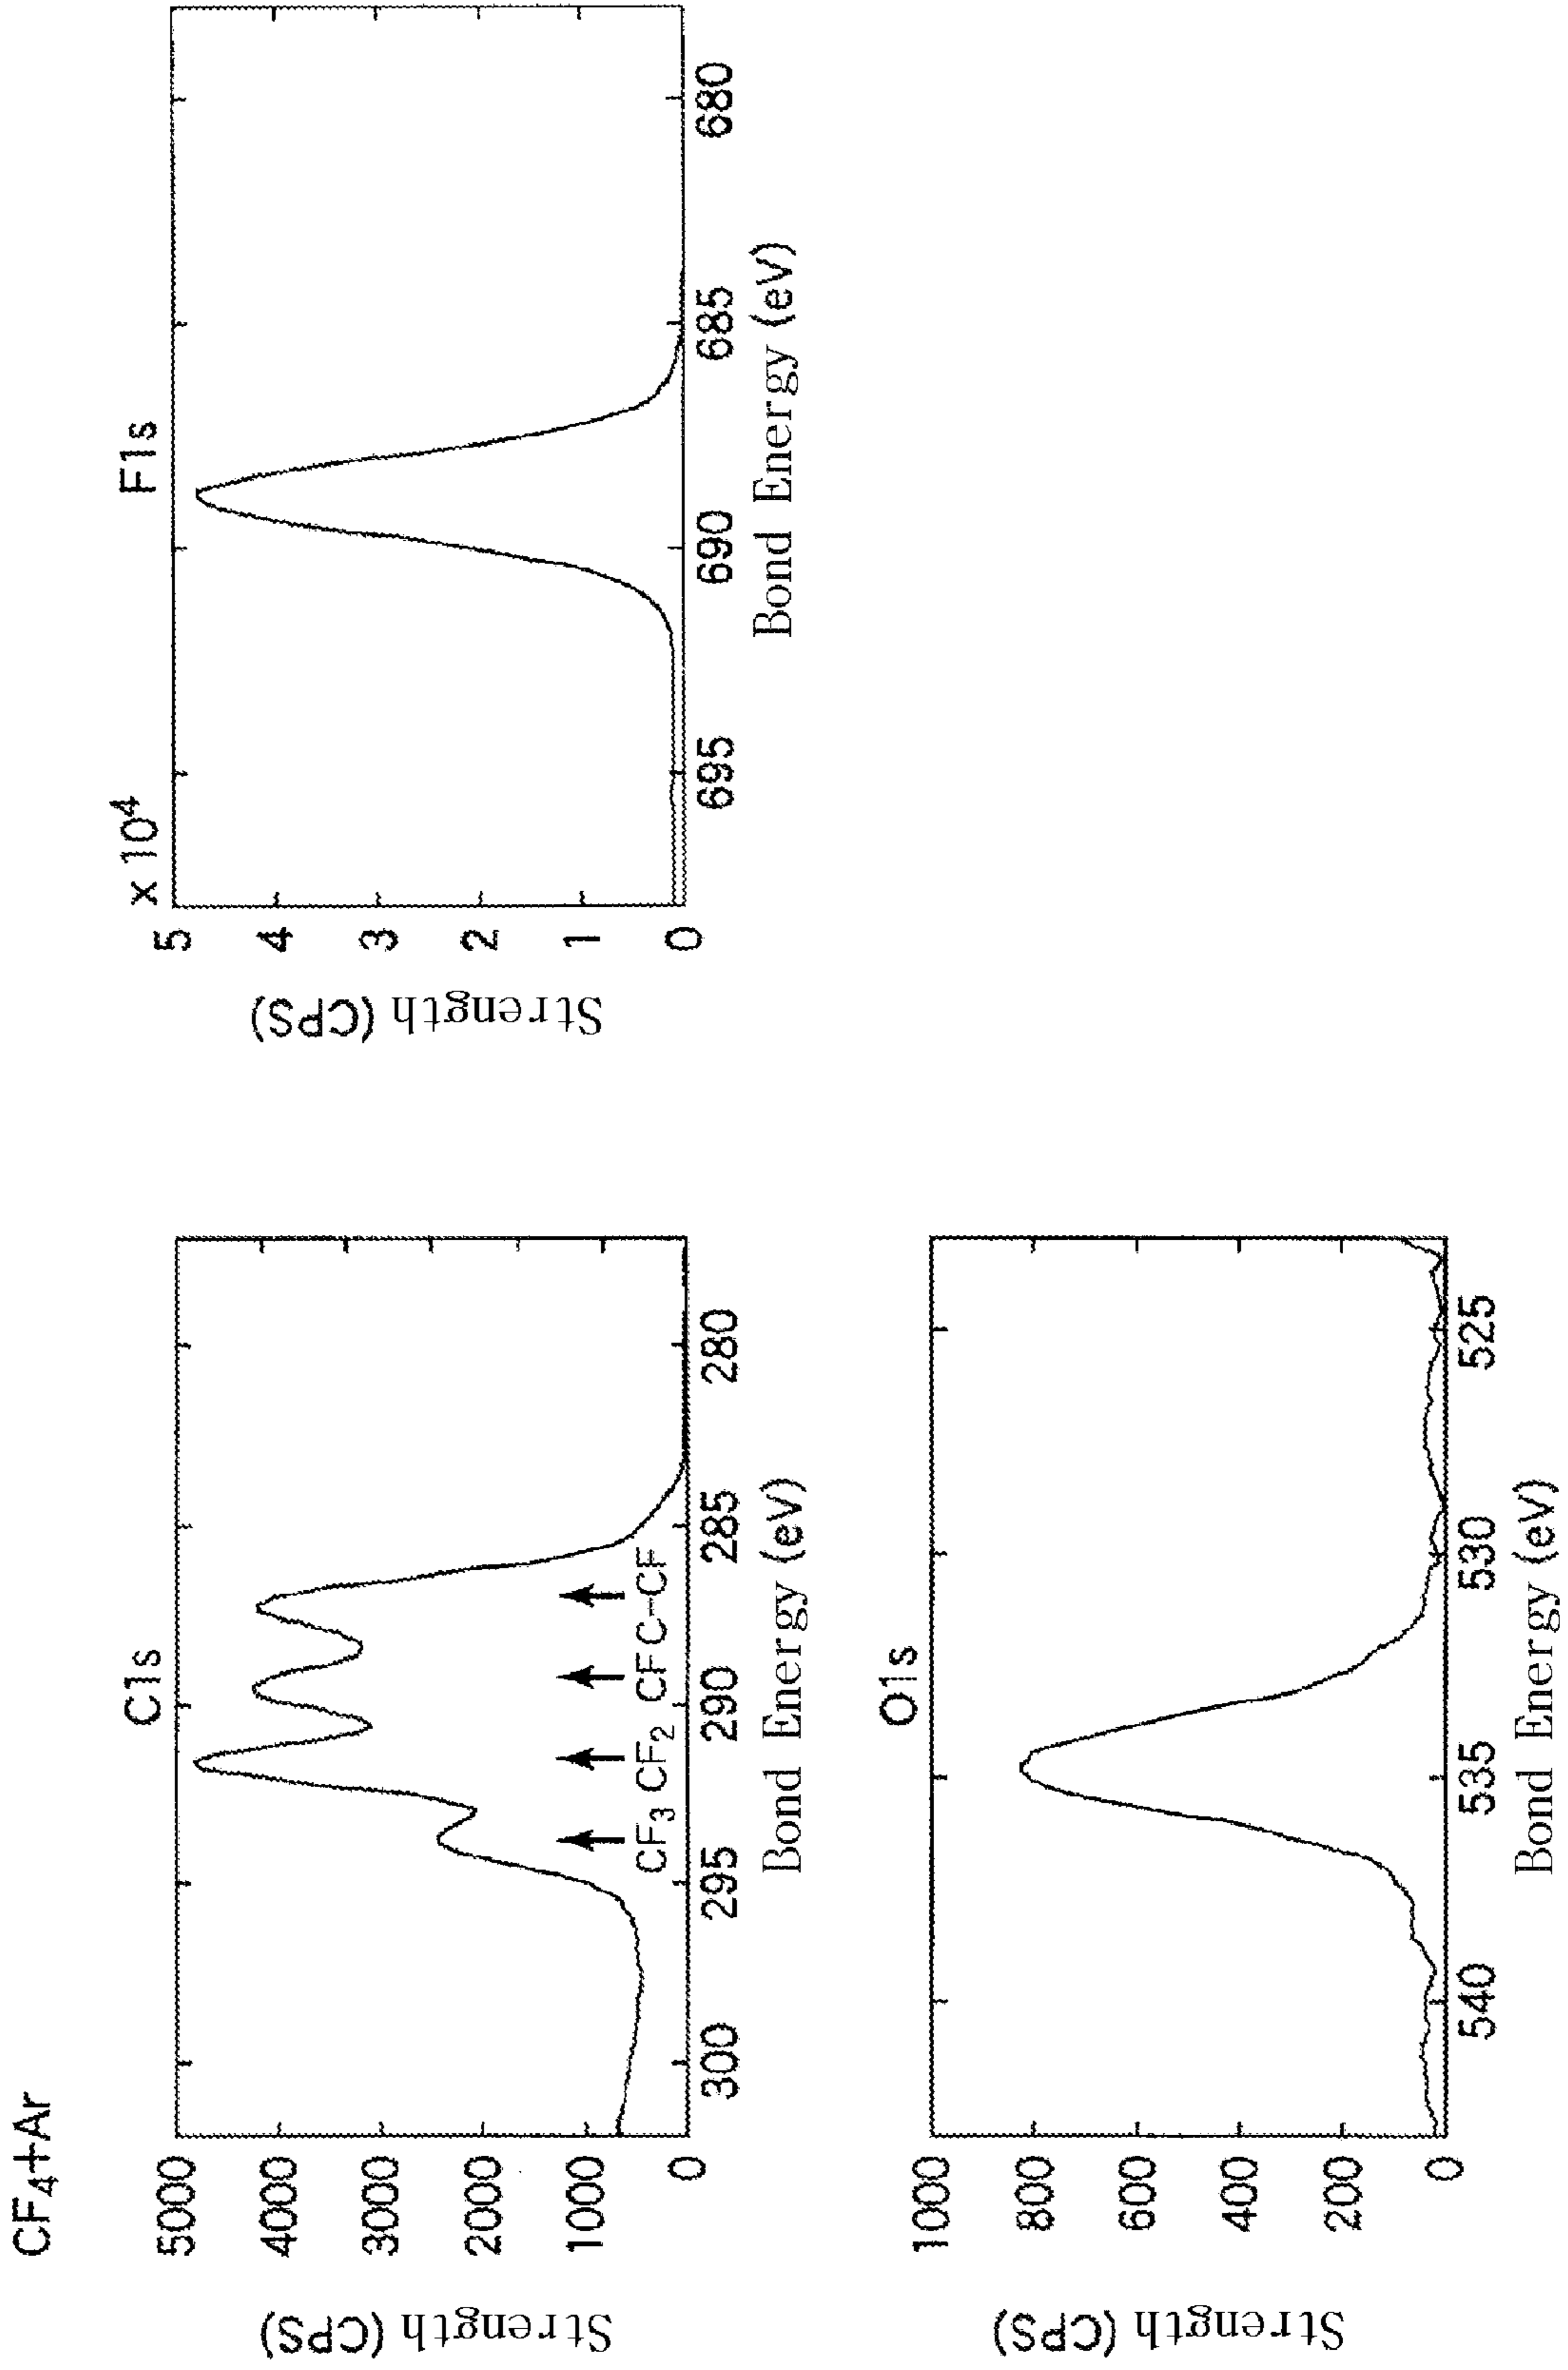 CF4+Ar
C1s
Strength (CPS)
5000
4000
3000
2000
1000
0
CF3 CF2 CF C-CF
300 295 290 285 280
Bond Energy (eV)
F1s
x 10^4
Strength (CPS)
5
4
3
2
1
0
695 690 685 680
Bond Energy (eV)
O1s
Strength (CPS)
1000
800
600
400
200
0
540 535 530 525
Bond Energy (eV)